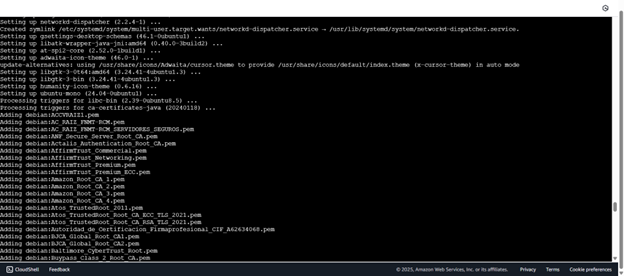 Setting up networkd-dispatcher (2.2.4-1) ...
Created symlink /etc/systemd/system/multi-user.target.wants/networkd-dispatcher.service → /usr/lib/systemd/system/networkd-dispatcher.service.
Setting up gsettings-desktop-schemas (46.1-0ubuntu1) ...
Setting up libatk-wrapper-java-jni:amd64 (0.40.0-3build2) ...
Setting up at-spi2-core (2.52.0-1build1) ...
Setting up adwaita-icon-theme (46.0-1) ...
update-alternatives: using /usr/share/icons/Adwaita/cursor.theme to provide /usr/share/icons/default/index.theme (x-cursor-theme) in auto mode
Setting up libgtk-3-0t64:amd64 (3.24.41-4ubuntu1.3) ...
Setting up libgtk-3-bin (3.24.41-4ubuntu1.3) ...
Setting up humanity-icon-theme (0.6.16) ...
Setting up ubuntu-mono (24.04-0ubuntu1) ...
Processing triggers for libc-bin (2.39-0ubuntu8.5) ...
Processing triggers for ca-certificates-java (20240118) ...
Adding debian:ACCVRAIZ1.pem
Adding debian:AC_RAIZ_FNMT-RCM.pem
Adding debian:AC_RAIZ_FNMT-RCM_SERVIDORES_SEGUROS.pem
Adding debian:ANF_Secure_Server_Root_CA.pem
Adding debian:Actalis_Authentication_Root_CA.pem
Adding debian:AffirmTrust_Commercial.pem
Adding debian:AffirmTrust_Networking.pem
Adding debian:AffirmTrust_Premium.pem
Adding debian:AffirmTrust_Premium_ECC.pem
Adding debian:Amazon_Root_CA_1.pem
Adding debian:Amazon_Root_CA_2.pem
Adding debian:Amazon_Root_CA_3.pem
Adding debian:Amazon_Root_CA_4.pem
Adding debian:Atos_TrustedRoot_2011.pem
Adding debian:Atos_TrustedRoot_Root_CA_ECC_TLS_2021.pem
Adding debian:Atos_TrustedRoot_Root_CA_RSA_TLS_2021.pem
Adding debian:Autoridad_de_Certificacion_Firmaprofesional_CIF_A62634068.pem
Adding debian:BJCA_Global_Root_CA1.pem
Adding debian:BJCA_Global_Root_CA2.pem
Adding debian:Baltimore_CyberTrust_Root.pem
Adding debian:Buypass_Class_2_Root_CA.pem
CloudShell Feedback © 2025, Amazon Web Services, Inc. or its affiliates. Privacy Terms Cookie preferences